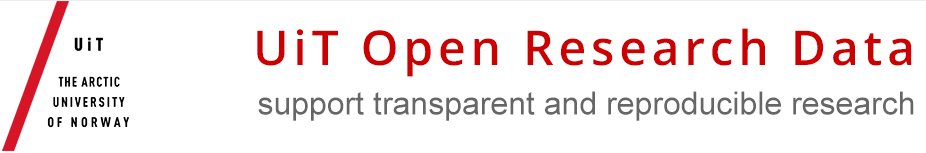 UiT
THE ARCTIC
UNIVERSITY
OF NORWAY
UiT Open Research Data
support transparent and reproducible research